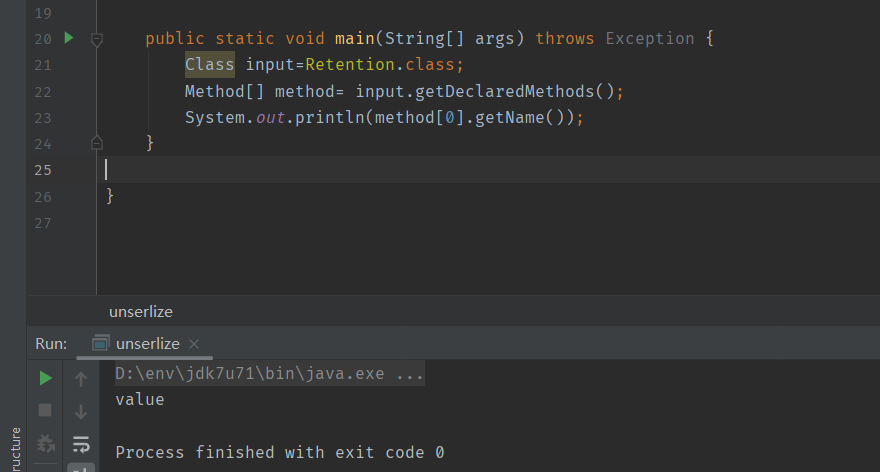 19
20 public static void main(String[] args) throws Exception {
21 Class input=Retention.class;
22 Method[] method= input.getDeclaredMethods();
23 System.out.println(method[0].getName());
24 }
25
26 }
27
unserlize
Run: unserlize ×
D:\env\jdk7u71\bin\java.exe ...
value
Process finished with exit code 0
ructure